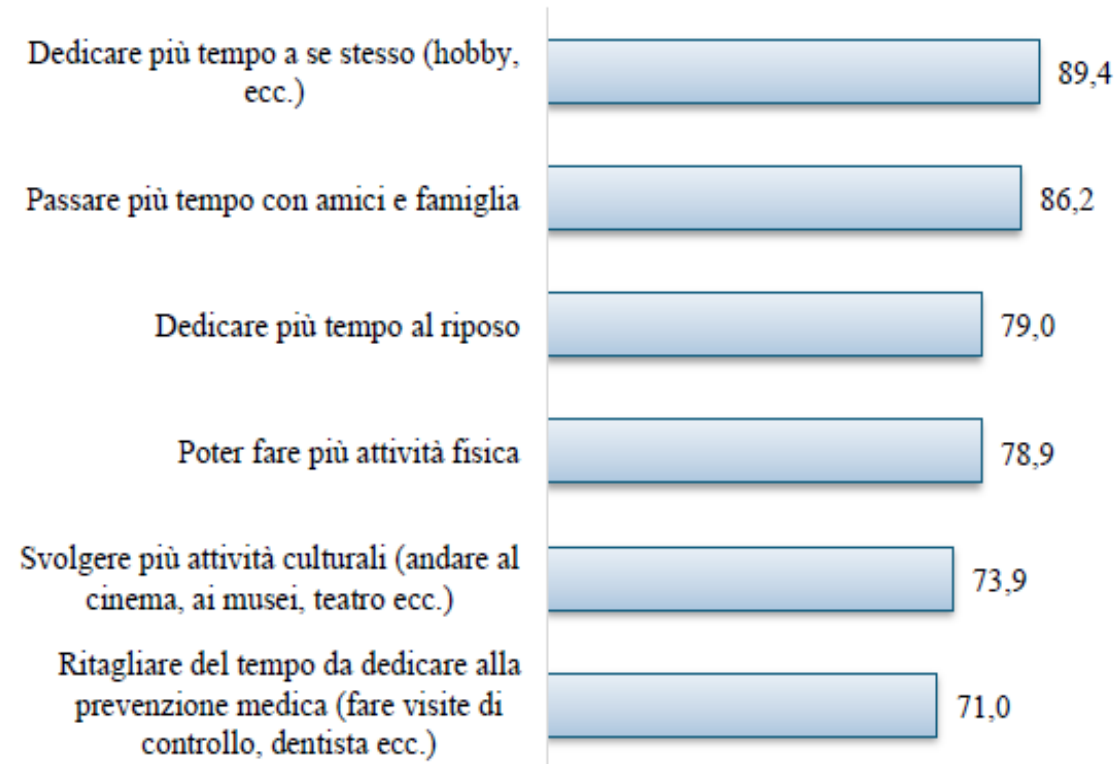 Dedicare più tempo a se stesso (hobby,
ecc.)
89,4
Passare più tempo con amici e famiglia
86,2
Dedicare più tempo al riposo
79,0
Poter fare più attività fisica
78,9
Svolgere più attività culturali (andare al
cinema, ai musei, teatro ecc.)
73,9
Ritagliare del tempo da dedicare alla
prevenzione medica (fare visite di
controllo, dentista ecc.)
71,0